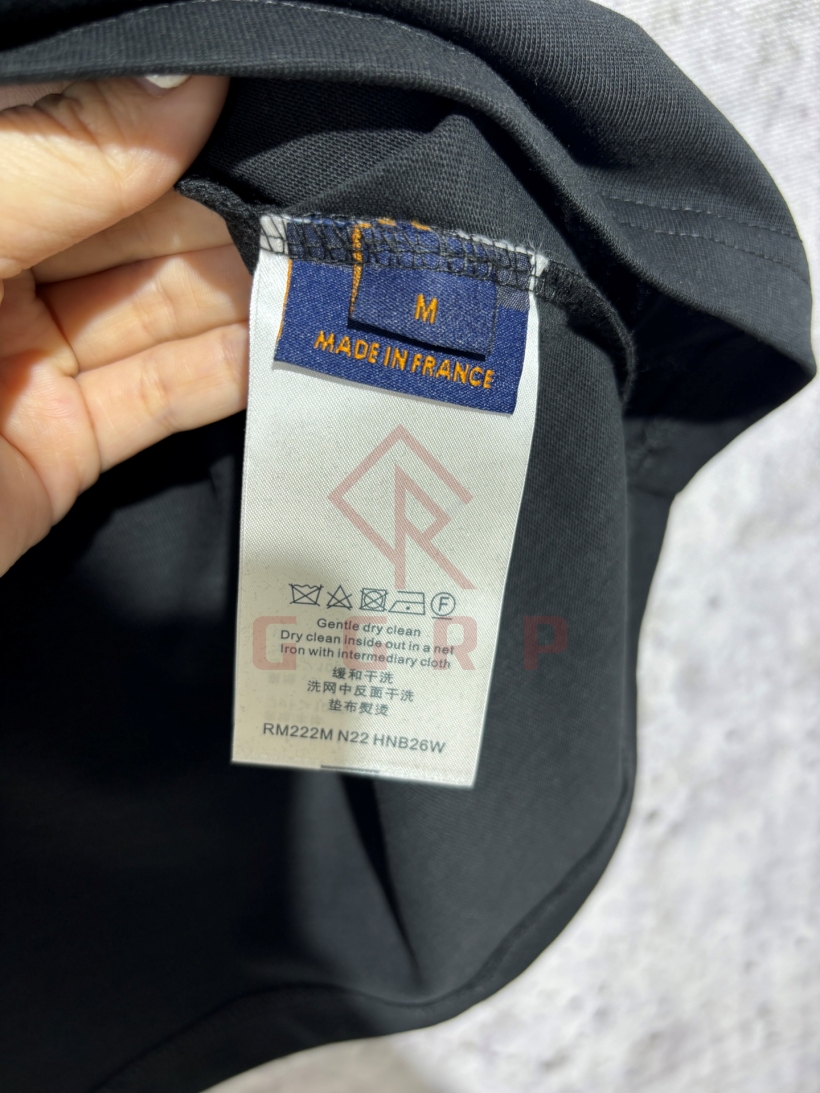 M
MADE IN FRANCE
F
Gentle dry clean
Dry clean inside out in a net
Iron with intermediary cloth
缓和干洗
洗网中反面干洗
垫布熨烫
RM222M N22 HNB26W
GCRP